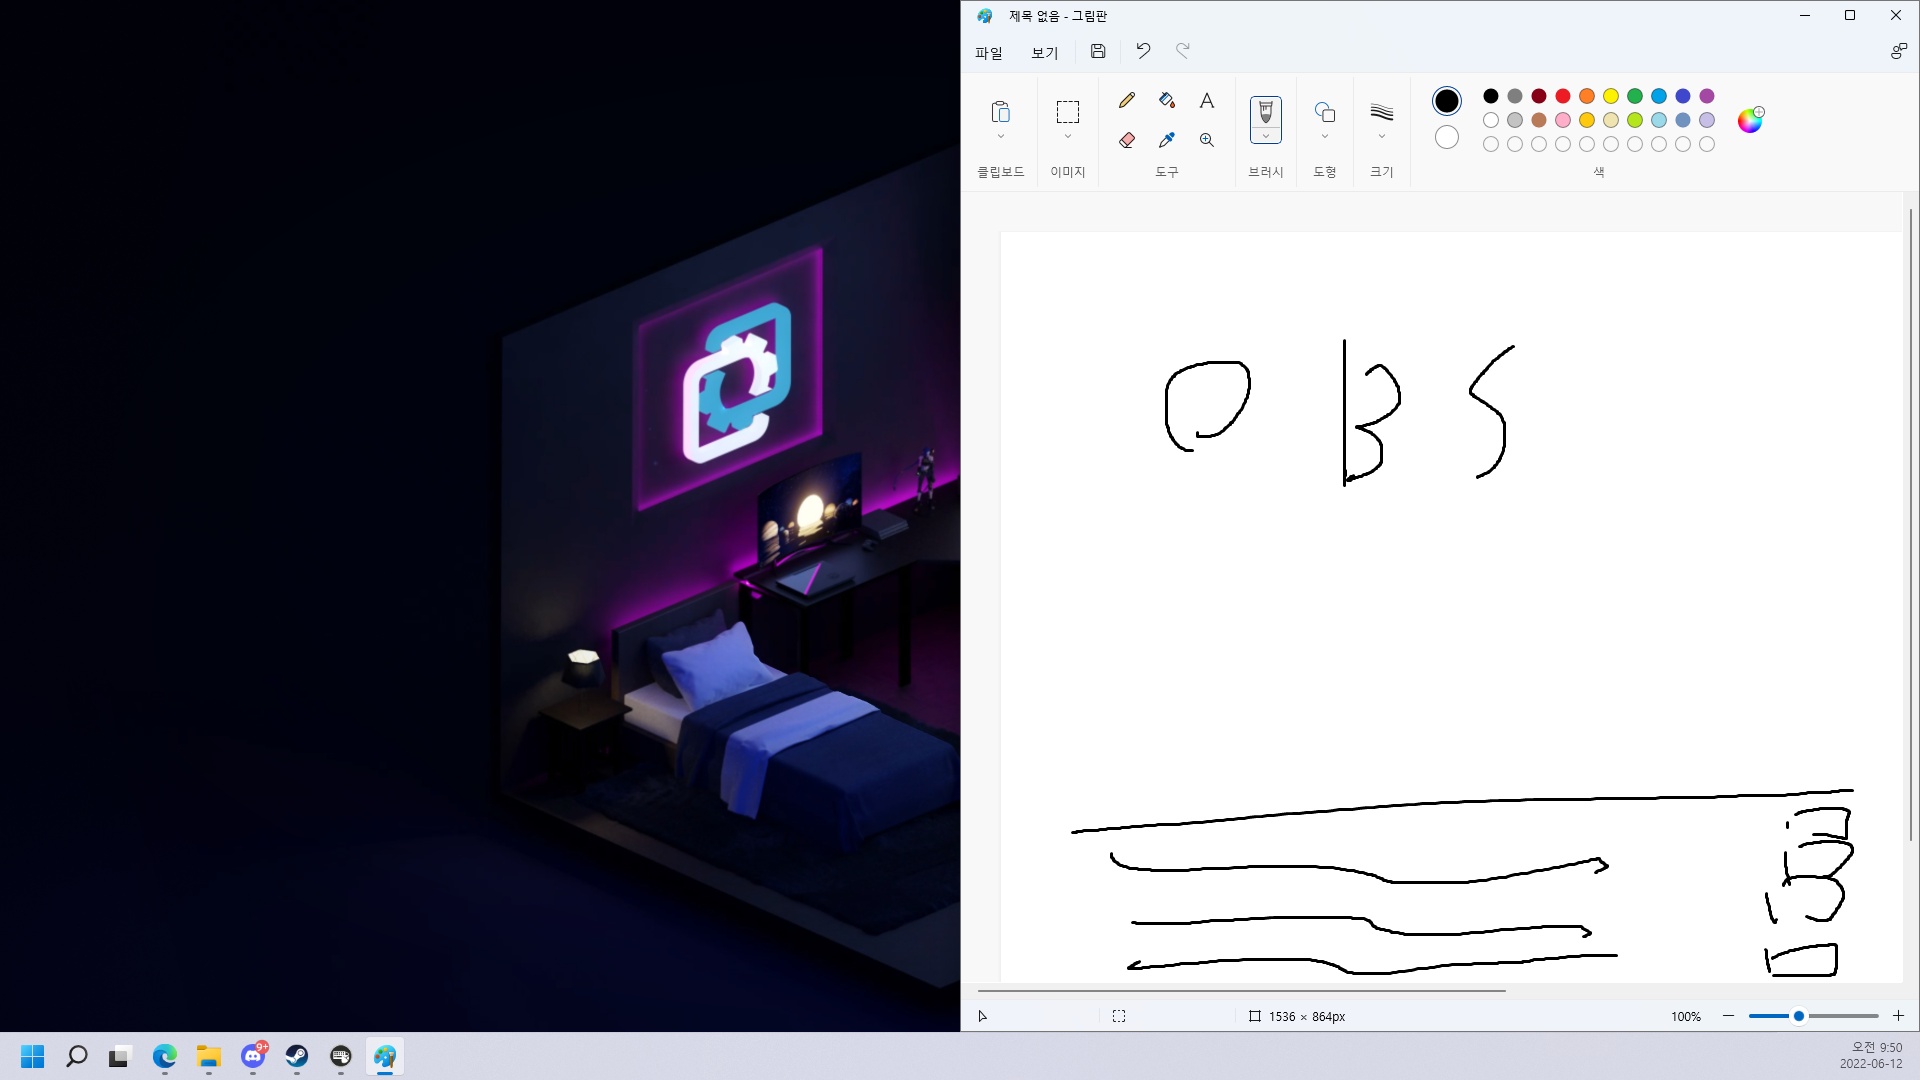 제목 없음 - 그림판
파일 보기
클립보드 이미지 도구 브러시 도형 크기 색
O B S
1536 × 864px 100%
9+
오전 9:50
2022-06-12